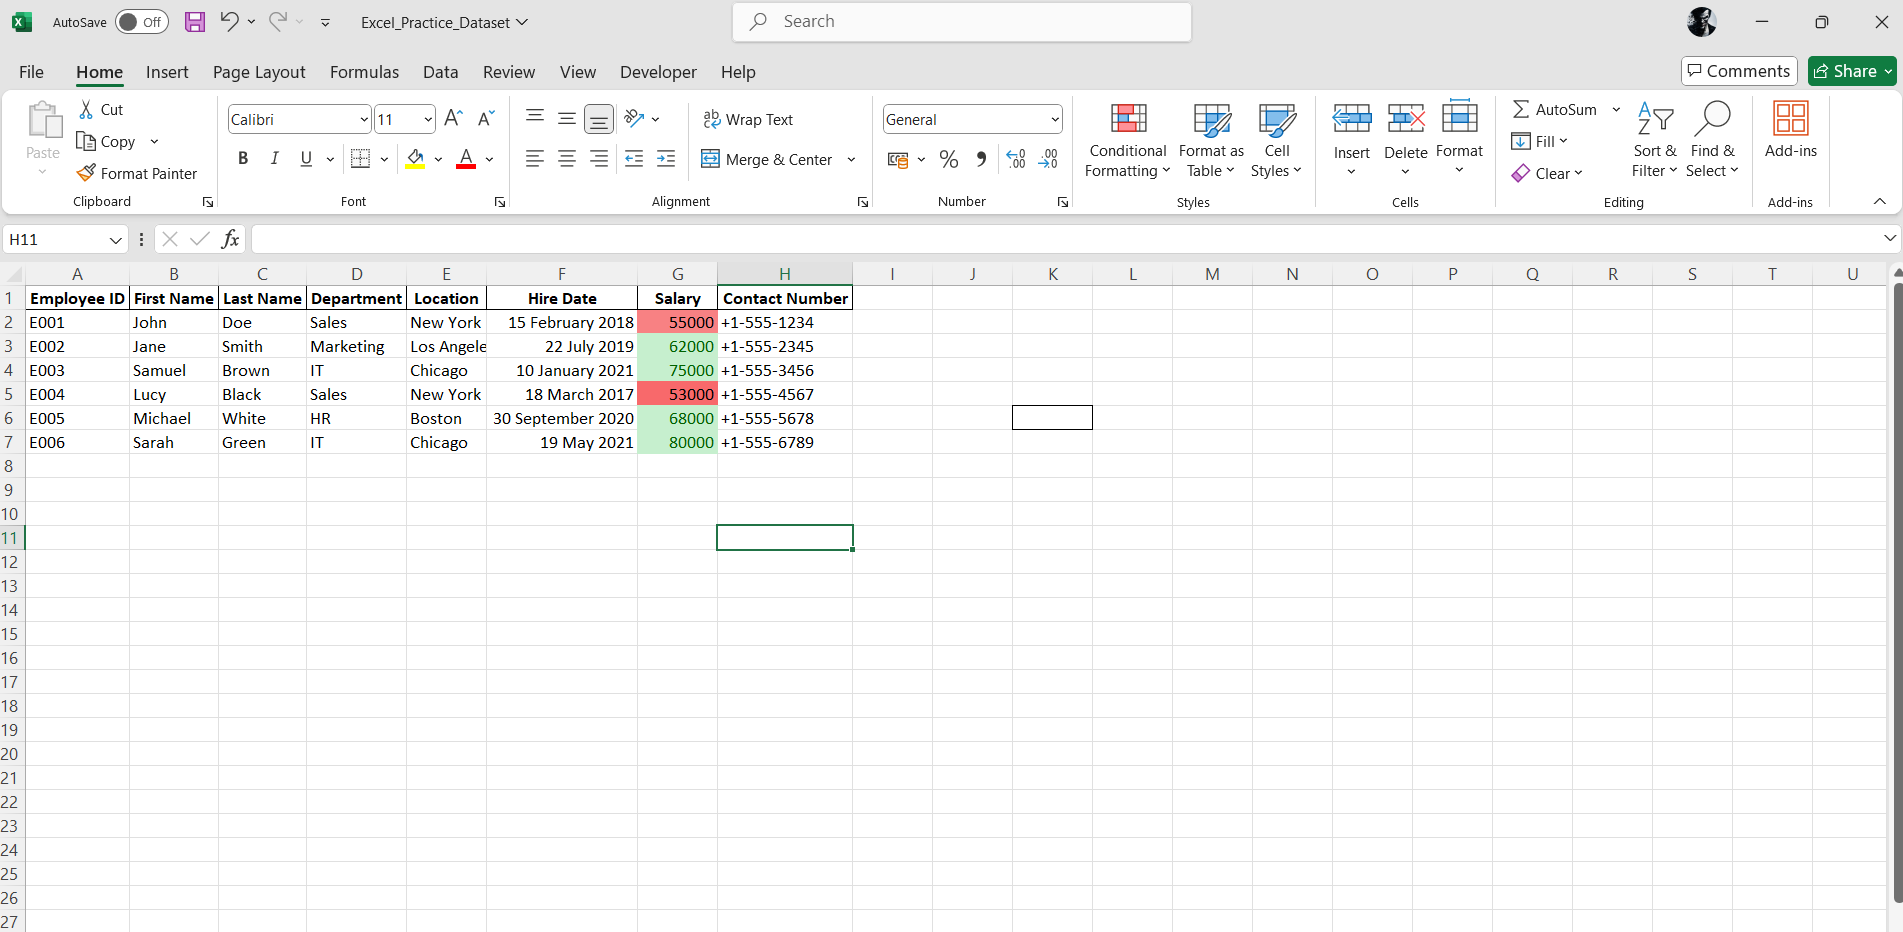 AutoSave Off Excel_Practice_Dataset Search
File Home Insert Page Layout Formulas Data Review View Developer Help Comments Share
Paste Cut Copy Format Painter Clipboard
Calibri 11 A A B I U A Font
ab Wrap Text Merge & Center Alignment
General % 9 .00 .00 Number
Conditional Formatting Format as Table Cell Styles Styles
Insert Delete Format Cells
AutoSum Fill Clear Sort & Filter Find & Select Editing
Add-ins Add-ins
H11 fx
A B C D E F G H I J K L M N O P Q R S T U
1 Employee ID First Name Last Name Department Location Hire Date Salary Contact Number
2 E001 John Doe Sales New York 15 February 2018 55000 +1-555-1234
3 E002 Jane Smith Marketing Los Angele 22 July 2019 62000 +1-555-2345
4 E003 Samuel Brown IT Chicago 10 January 2021 75000 +1-555-3456
5 E004 Lucy Black Sales New York 18 March 2017 53000 +1-555-4567
6 E005 Michael White HR Boston 30 September 2020 68000 +1-555-5678
7 E006 Sarah Green IT Chicago 19 May 2021 80000 +1-555-6789
8
9
10
11
12
13
14
15
16
17
18
19
20
21
22
23
24
25
26
27